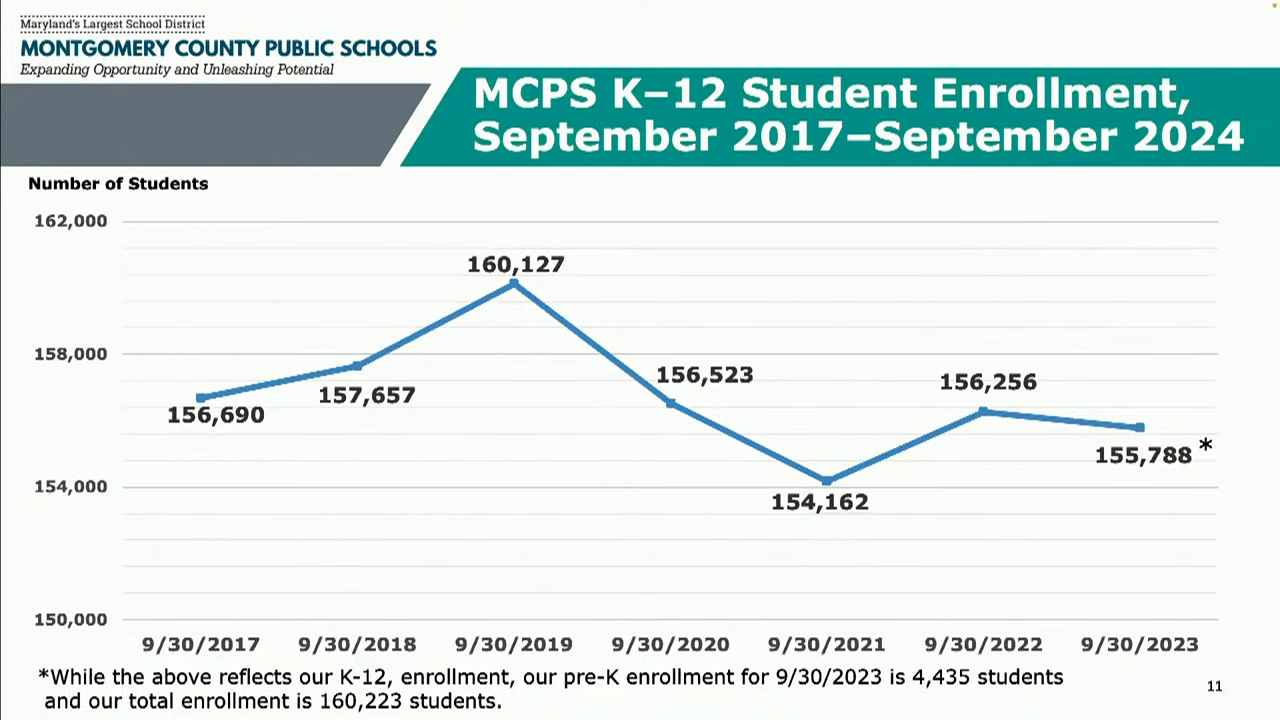 Maryland's Largest School District
MONTGOMERY COUNTY PUBLIC SCHOOLS
Expanding Opportunity and Unleashing Potential
MCPS K–12 Student Enrollment,
September 2017–September 2024
Number of Students
162,000
160,127
158,000
156,690
157,657
156,523
156,256
155,788 *
154,000
154,162
150,000
9/30/2017 9/30/2018 9/30/2019 9/30/2020 9/30/2021 9/30/2022 9/30/2023
*While the above reflects our K-12, enrollment, our pre-K enrollment for 9/30/2023 is 4,435 students
and our total enrollment is 160,223 students.
11